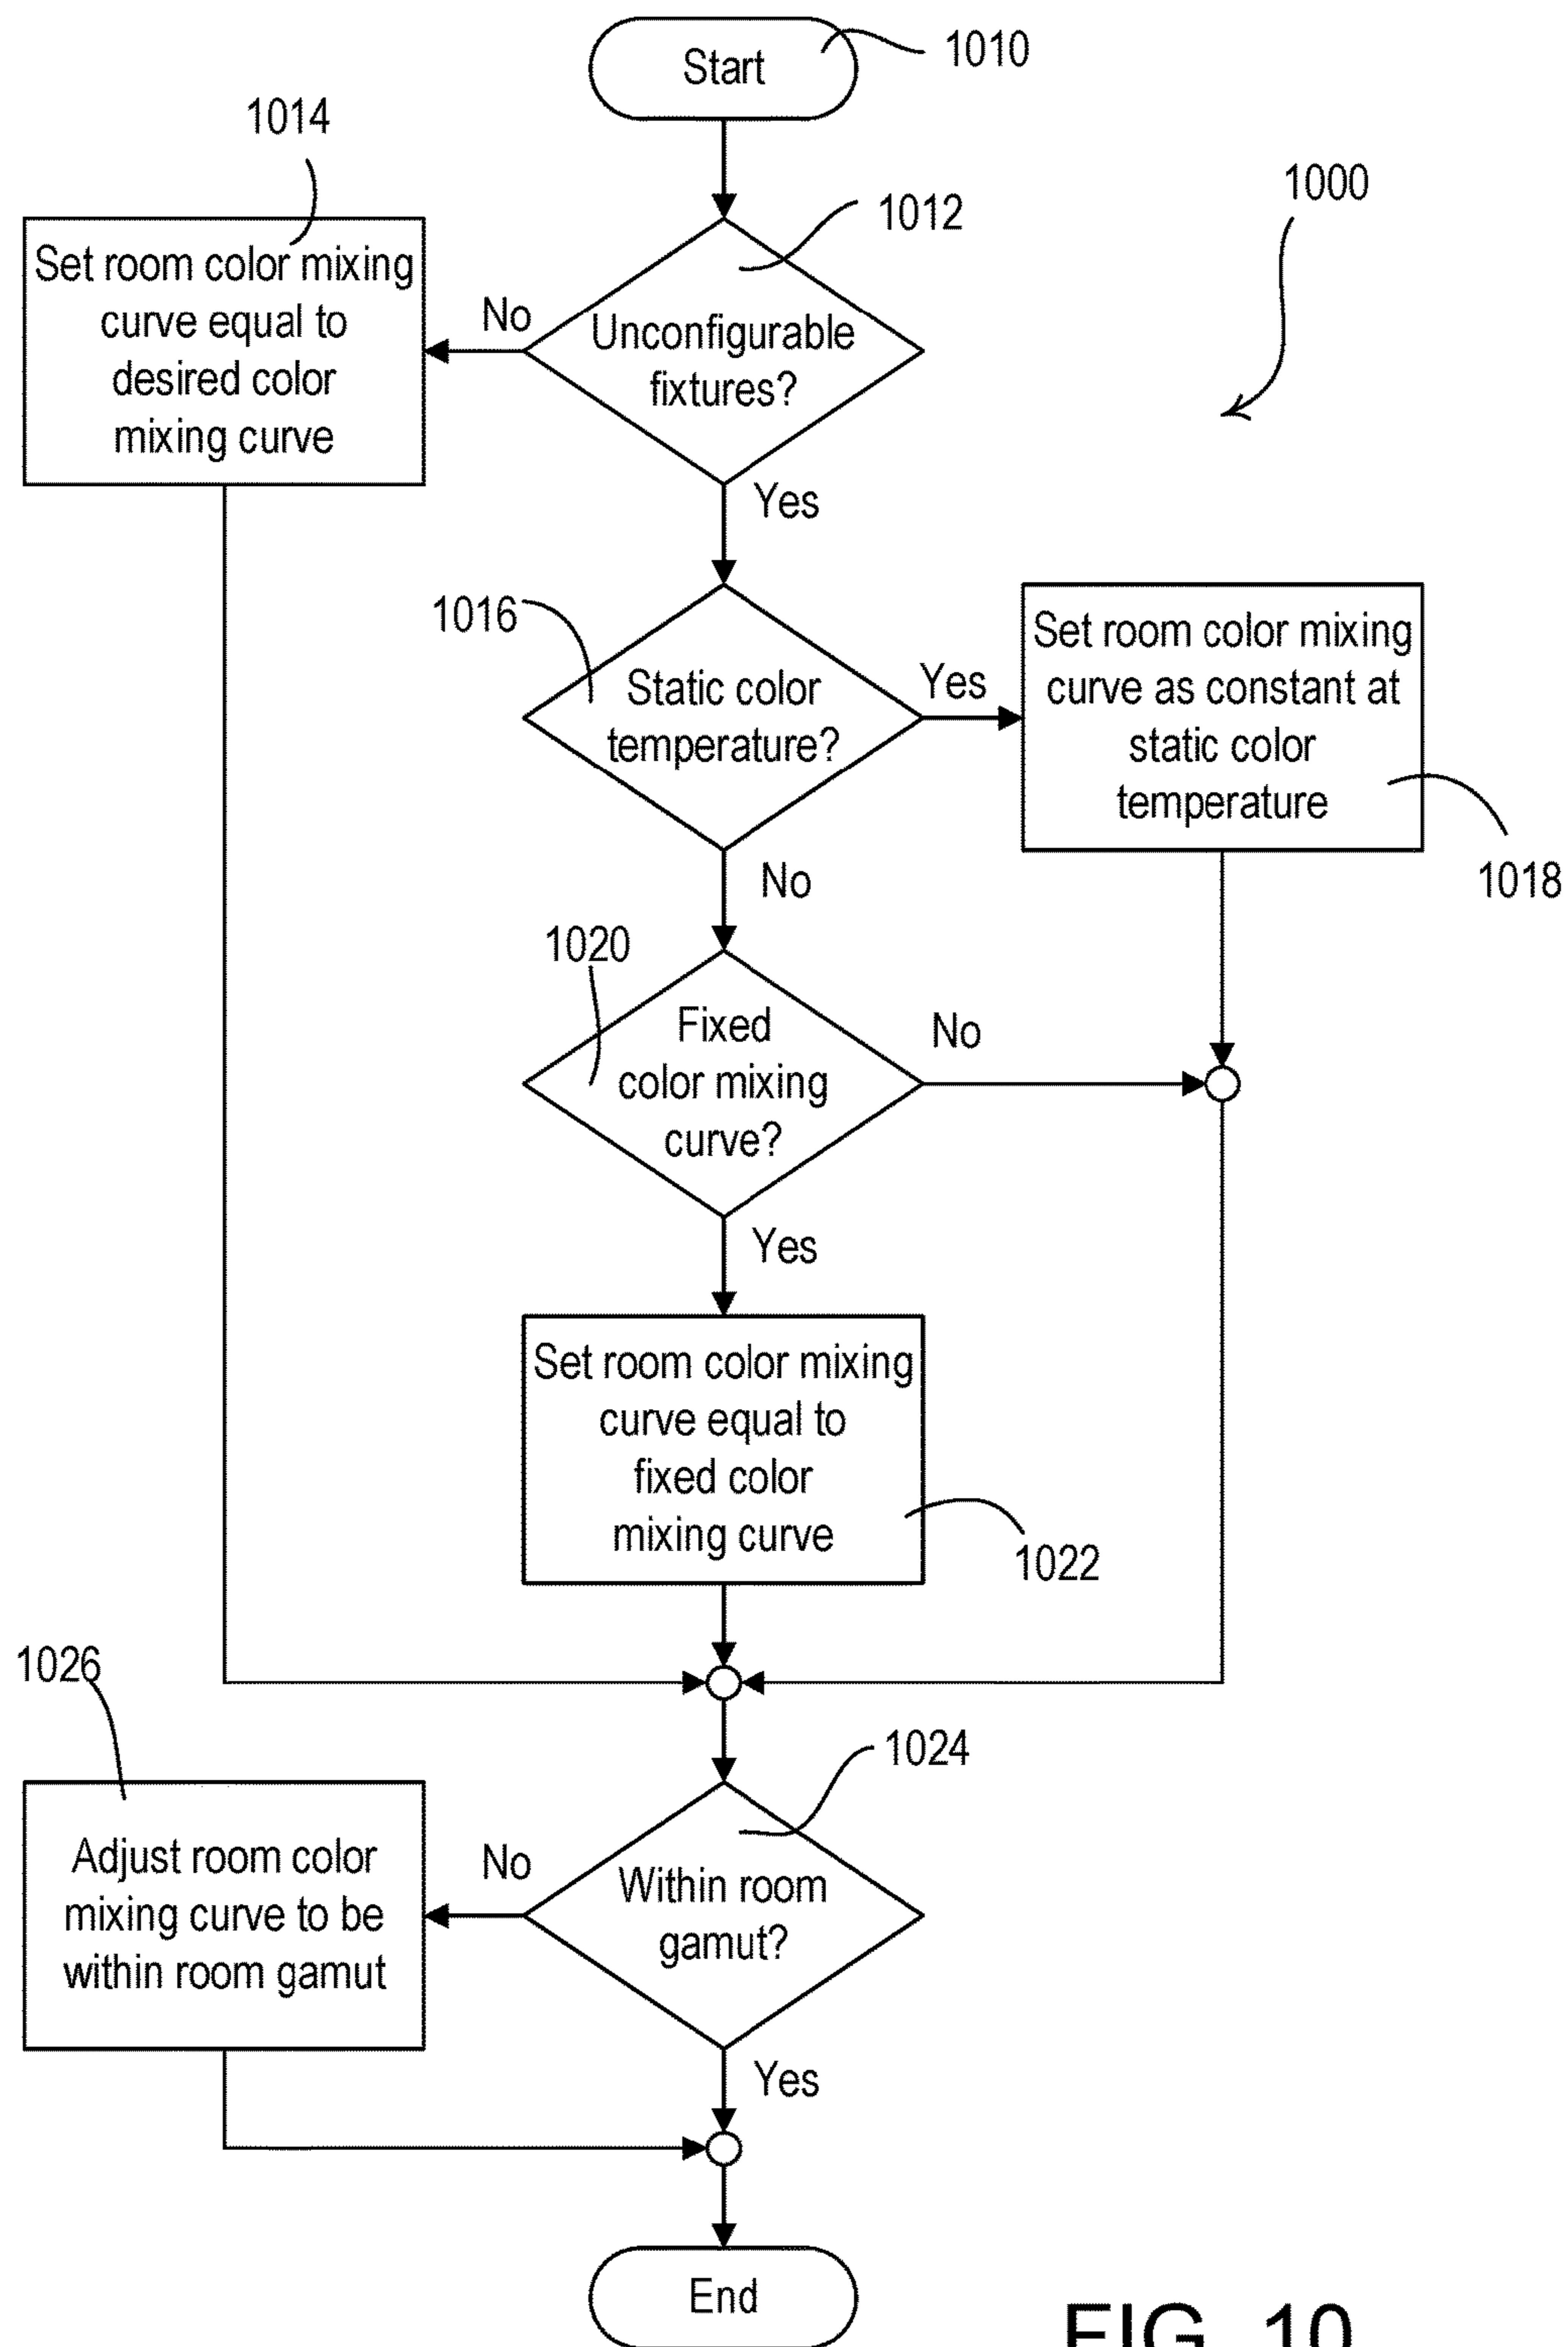 Start
1010
1014
1000
1012
Set room color mixing
curve equal to
desired color
mixing curve
No
Unconfigurable
fixtures?
Yes
1016
Static color
temperature?
Yes
Set room color mixing
curve as constant at
static color
temperature
1018
No
1020
Fixed
color mixing
curve?
No
Yes
Set room color mixing
curve equal to
fixed color
mixing curve
1022
1026
1024
Adjust room color
mixing curve to be
within room gamut
No
Within room
gamut?
Yes
End
FIG. 10